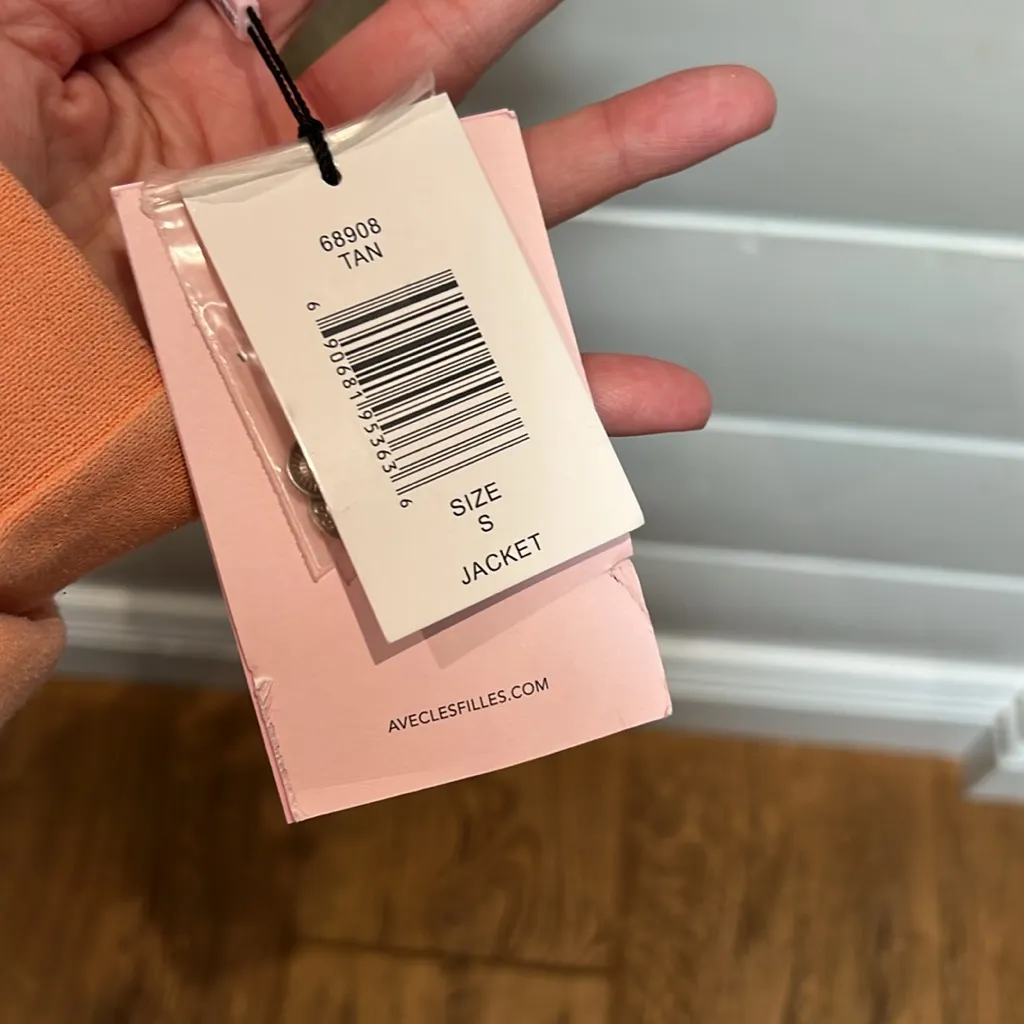 68908
TAN
6 90681 95363 6
SIZE
S
JACKET
AVECLESFILLES.COM